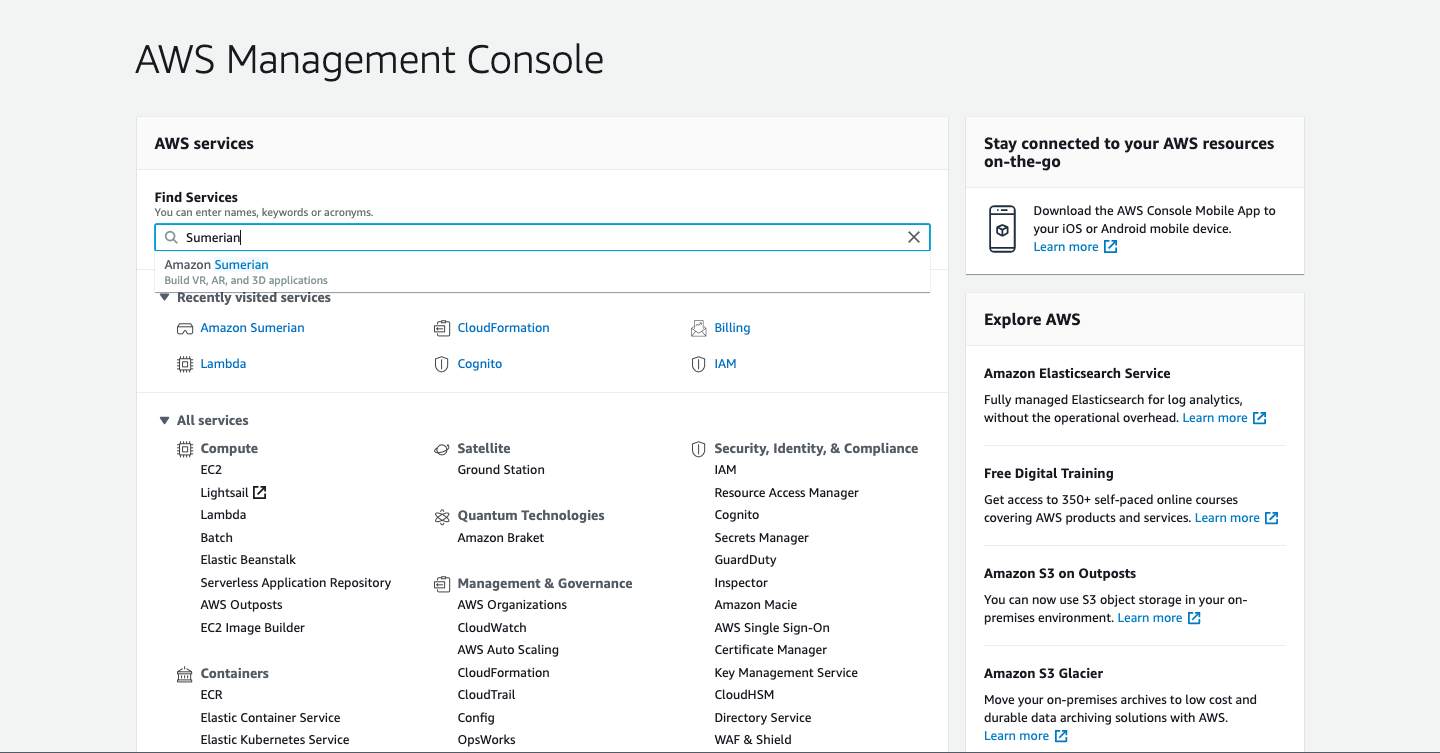 AWS Management Console
AWS services
Find Services
You can enter names, keywords or acronyms.
Sumerian
Amazon Sumerian
Build VR, AR, and 3D applications
Recently visited services
Amazon Sumerian
CloudFormation
Billing
Lambda
Cognito
IAM
All services
Compute
EC2
Lightsail
Lambda
Batch
Elastic Beanstalk
Serverless Application Repository
AWS Outposts
EC2 Image Builder
Containers
ECR
Elastic Container Service
Elastic Kubernetes Service
Satellite
Ground Station
Quantum Technologies
Amazon Braket
Management & Governance
AWS Organizations
CloudWatch
AWS Auto Scaling
CloudFormation
CloudTrail
Config
OpsWorks
Security, Identity, & Compliance
IAM
Resource Access Manager
Cognito
Secrets Manager
GuardDuty
Inspector
Amazon Macie
AWS Single Sign-On
Certificate Manager
Key Management Service
CloudHSM
Directory Service
WAF & Shield
Stay connected to your AWS resources
on-the-go
Download the AWS Console Mobile App to
your iOS or Android mobile device.
Learn more
Explore AWS
Amazon Elasticsearch Service
Fully managed Elasticsearch for log analytics,
without the operational overhead. Learn more
Free Digital Training
Get access to 350+ self-paced online courses
covering AWS products and services. Learn more
Amazon S3 on Outposts
You can now use S3 object storage in your on-
premises environment. Learn more
Amazon S3 Glacier
Move your on-premises archives to low cost and
durable data archiving solutions with AWS.
Learn more